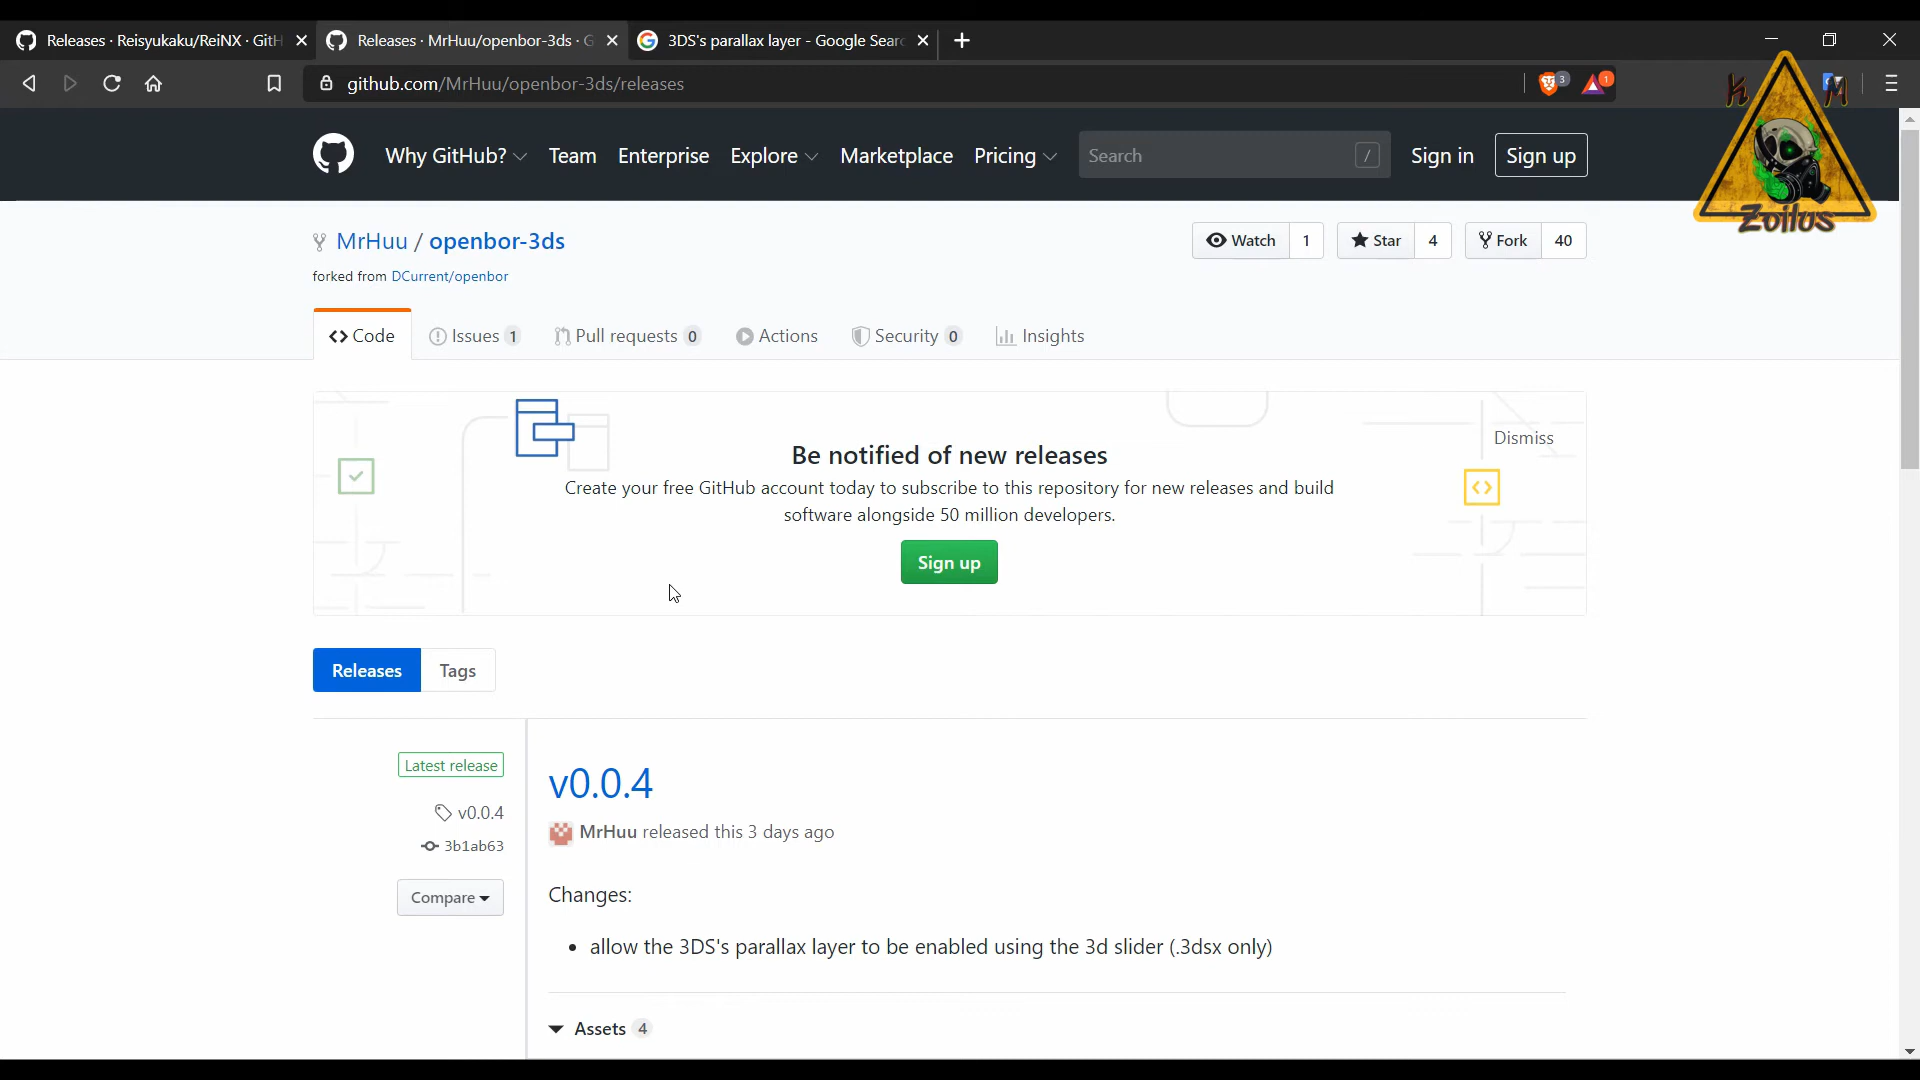 Releases · Reisyukaku/ReiNX · GitH
Releases · MrHuu/openbor-3ds · G
3DS's parallax layer - Google Sear
github.com/MrHuu/openbor-3ds/releases
3
1
K M
Zoilus
Why GitHub?
Team
Enterprise
Explore
Marketplace
Pricing
Search
/
Sign in
Sign up
MrHuu / openbor-3ds
forked from DCurrent/openbor
Watch 1
Star 4
Fork 40
Code
Issues 1
Pull requests 0
Actions
Security 0
Insights
Dismiss
Be notified of new releases
Create your free GitHub account today to subscribe to this repository for new releases and build
software alongside 50 million developers.
Sign up
Releases
Tags
Latest release
v0.0.4
3b1ab63
Compare
v0.0.4
MrHuu released this 3 days ago
Changes:
• allow the 3DS's parallax layer to be enabled using the 3d slider (.3dsx only)
Assets 4